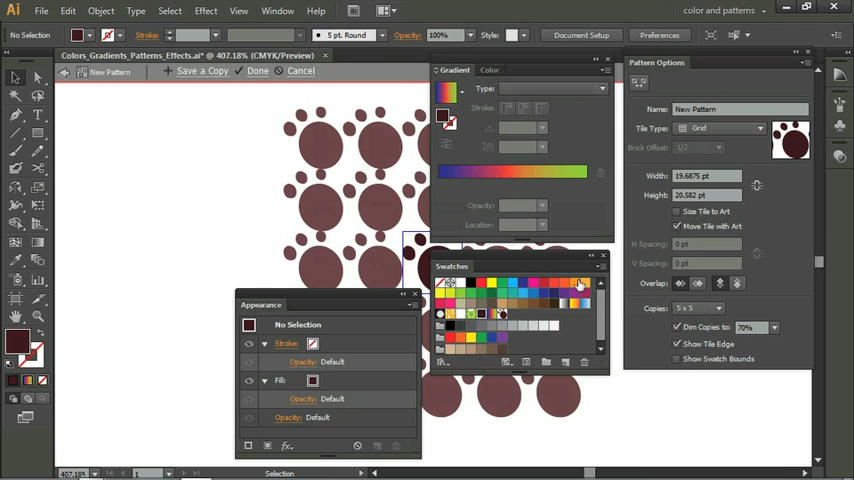 Ai File Edit Object Type Select Effect View Window Help Br color and patterns
No Selection Stroke: 5 pt. Round Opacity: 100% Style: Document Setup Preferences
Colors_Gradients_Patterns_Effects.ai* @ 407.18% (CMYK/Preview) ×
New Pattern + Save a Copy Done Cancel
Gradient Color
Type:
Stroke:
Opacity:
Location:
Pattern Options
Name: New Pattern
Tile Type: Grid
Brick Offset: 1/2
Width: 19.6875 pt
Height: 20.582 pt
Size Tile to Art
Move Tile with Art
H Spacing: 0 pt
V Spacing: 0 pt
Overlap:
Copies: 5 x 5
Dim Copies to: 70%
Show Tile Edge
Show Swatch Bounds
Swatches
Appearance
No Selection
Stroke:
Opacity: Default
Fill:
Opacity: Default
Opacity: Default
fx
407.18% 1 Selection